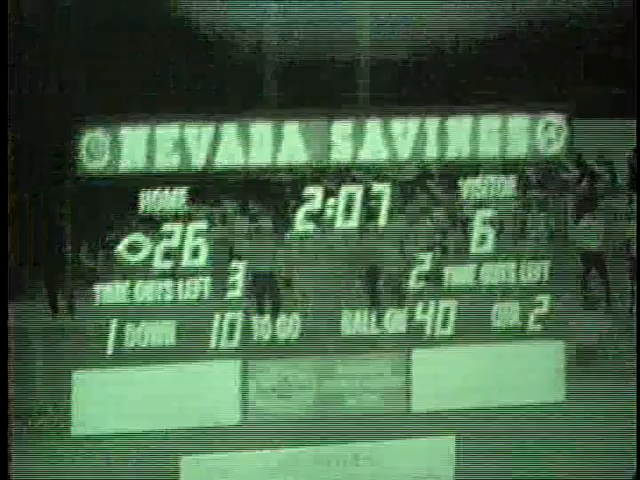 NEVADA SAVINGS
HOME 2:07 VISITOR
26 6
TIME OUTS LEFT 3 2 TIME OUTS LEFT
1 DOWN 10 TO GO BALL ON 40 QTR 2